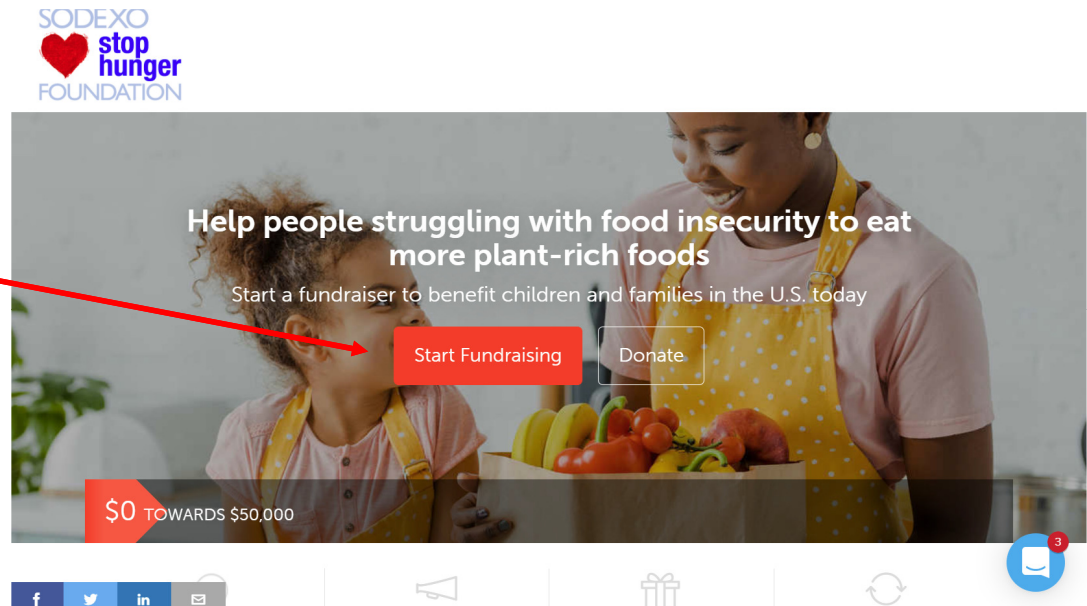 SODEXO
stop
hunger
FOUNDATION
Help people struggling with food insecurity to eat
more plant-rich foods
Start a fundraiser to benefit children and families in the U.S. today
Start Fundraising
Donate
$0 TOWARDS $50,000
3
f
in